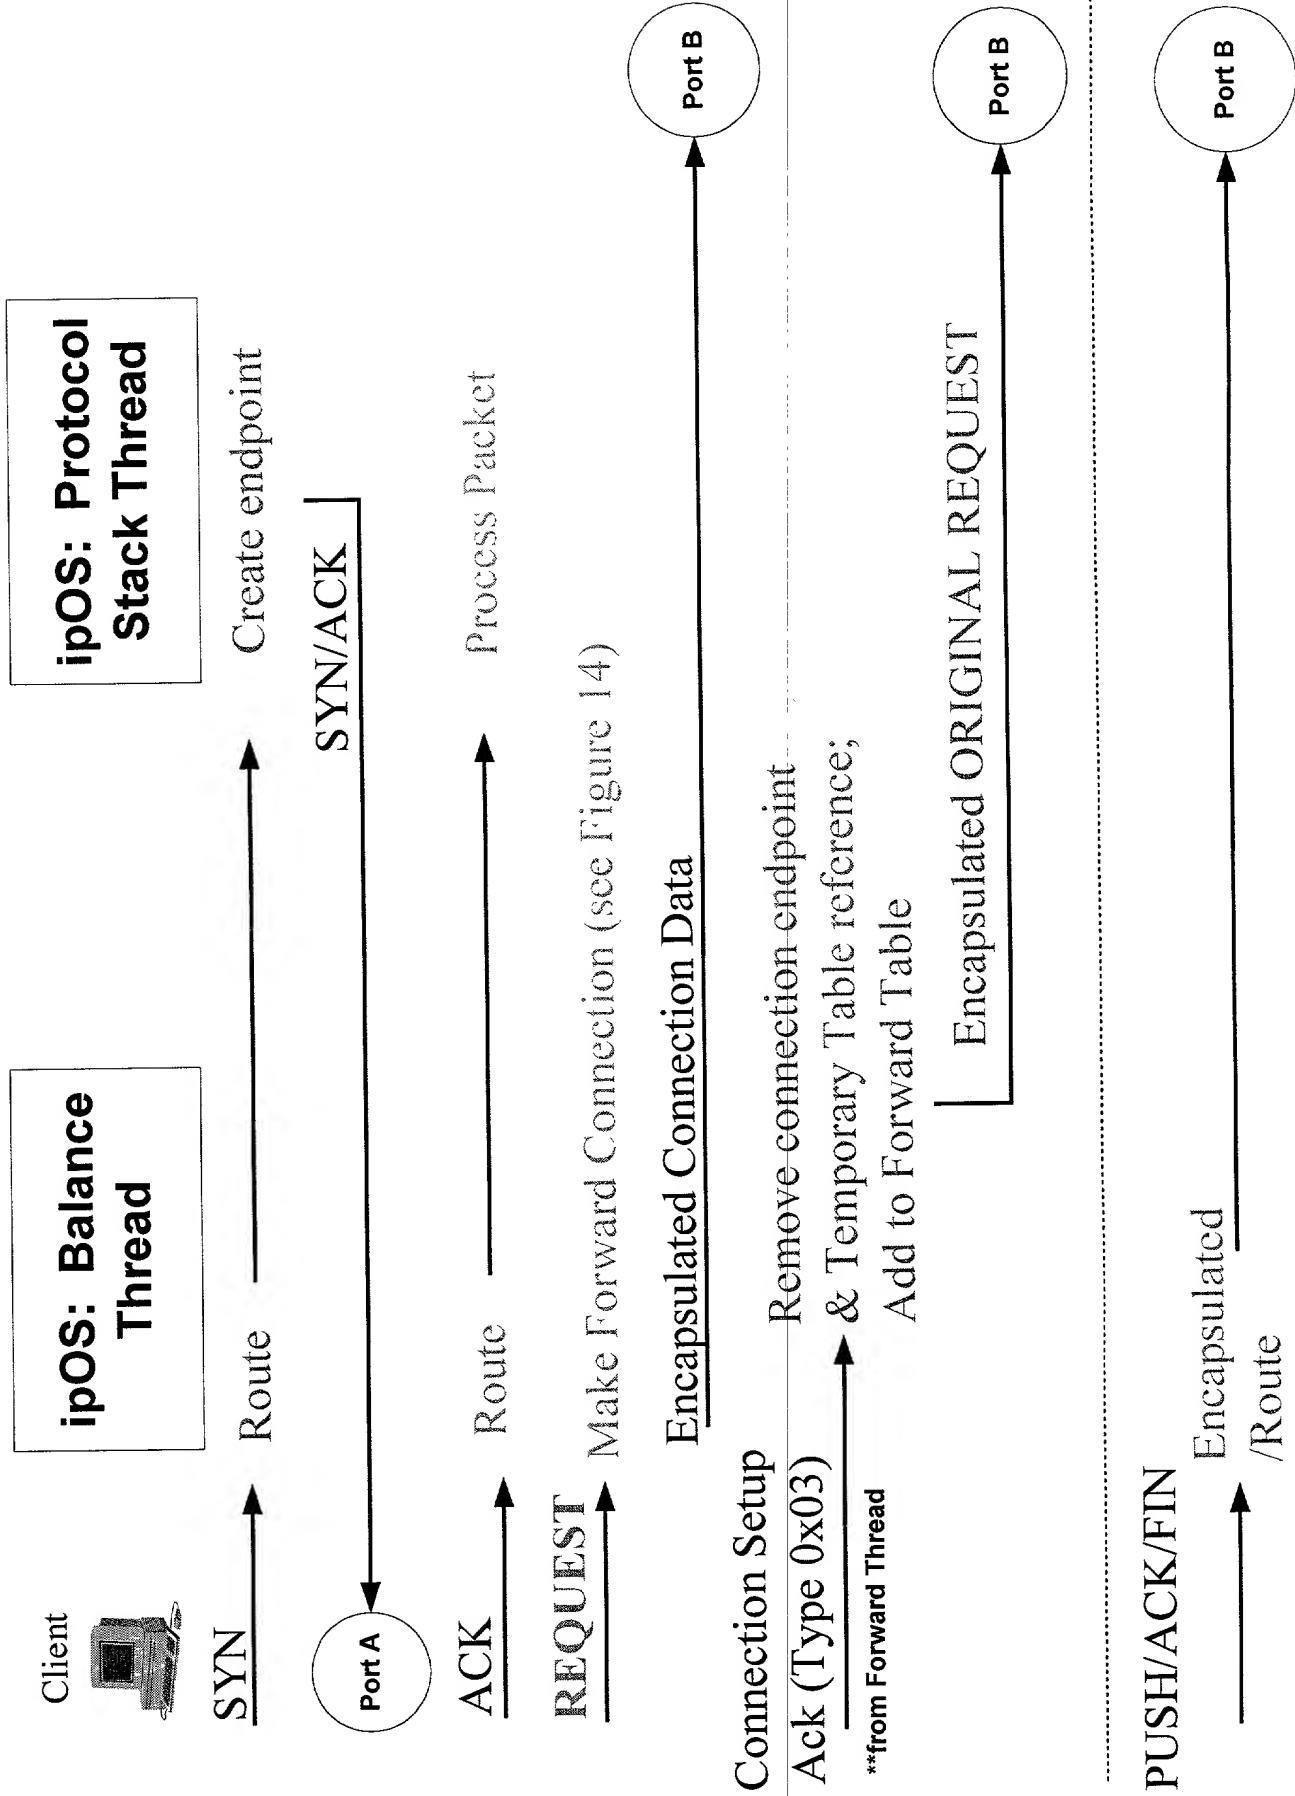 Client
ipOS: Balance
Thread
ipOS: Protocol
Stack Thread
SYN
Route
Create endpoint
SYN/ACK
Port A
ACK
Route
Process Packet
REQUEST
Make Forward Connection (see Figure 14)
Encapsulated Connection Data
Port B
Connection Setup
Ack (Type 0x03)
**from Forward Thread
Remove connection endpoint
& Temporary Table reference;
Add to Forward Table
Encapsulated ORIGINAL REQUEST
Port B
PUSH/ACK/FIN
Encapsulated
/Route
Port B